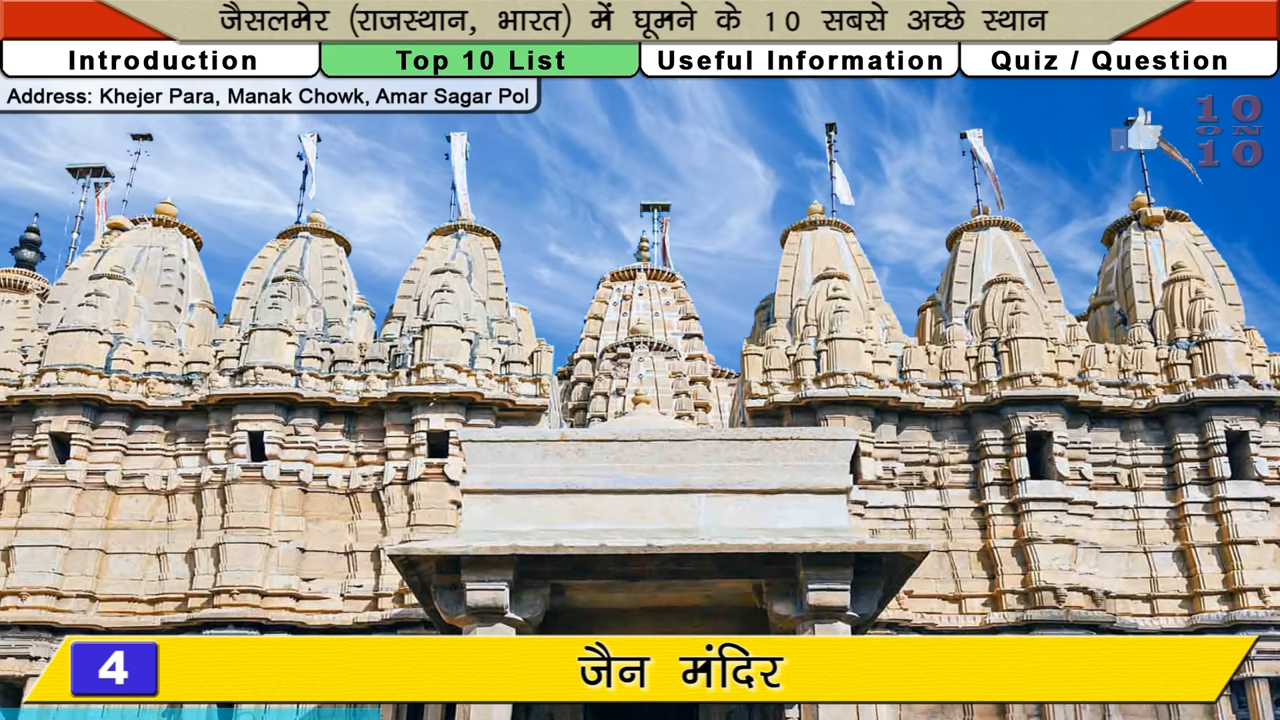 जैसलमेर (राजस्थान, भारत) में घूमने के 10 सबसे अच्छे स्थान
Introduction
Top 10 List
Useful Information
Quiz / Question
Address: Khejer Para, Manak Chowk, Amar Sagar Pol
10
ON
10
4
जैन मंदिर